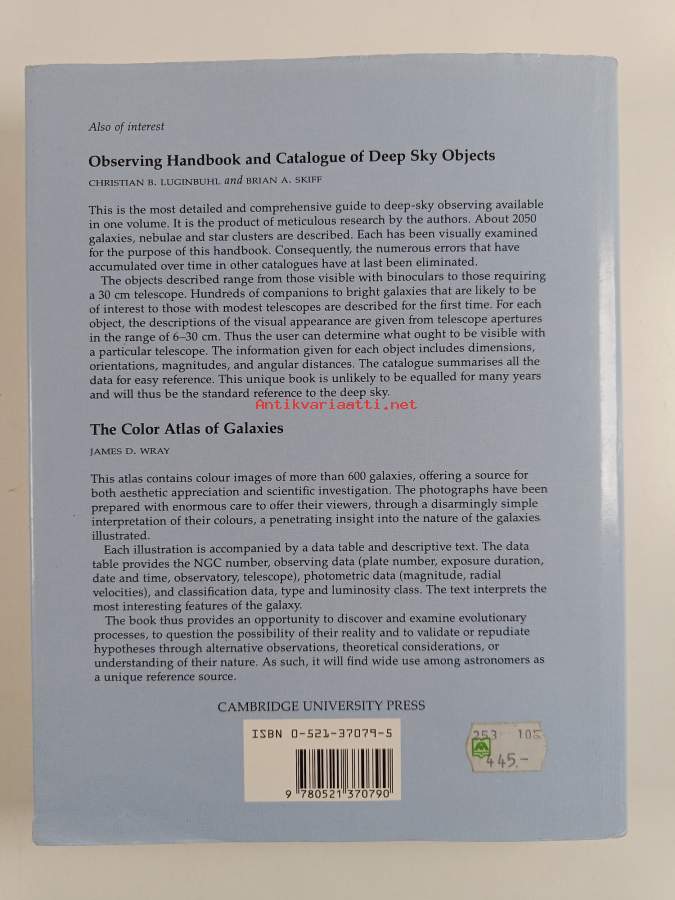 Also of interest
Observing Handbook and Catalogue of Deep Sky Objects
CHRISTIAN B. LUGINBUHL and BRIAN A. SKIFF
This is the most detailed and comprehensive guide to deep-sky observing available
in one volume. It is the product of meticulous research by the authors. About 2050
galaxies, nebulae and star clusters are described. Each has been visually examined
for the purpose of this handbook. Consequently, the numerous errors that have
accumulated over time in other catalogues have at last been eliminated.
The objects described range from those visible with binoculars to those requiring
a 30 cm telescope. Hundreds of companions to bright galaxies that are likely to be
of interest to those with modest telescopes are described for the first time. For each
object, the descriptions of the visual appearance are given from telescope apertures
in the range of 6–30 cm. Thus the user can determine what ought to be visible with
a particular telescope. The information given for each object includes dimensions,
orientations, magnitudes, and angular distances. The catalogue summarises all the
data for easy reference. This unique book is unlikely to be equalled for many years
and will thus be the standard reference to the deep sky.
Antikvariaatti.net
The Color Atlas of Galaxies
JAMES D. WRAY
This atlas contains colour images of more than 600 galaxies, offering a source for
both aesthetic appreciation and scientific investigation. The photographs have been
prepared with enormous care to offer their viewers, through a disarmingly simple
interpretation of their colours, a penetrating insight into the nature of the galaxies
illustrated.
Each illustration is accompanied by a data table and descriptive text. The data
table provides the NGC number, observing data (plate number, exposure duration,
date and time, observatory, telescope), photometric data (magnitude, radial
velocities), and classification data, type and luminosity class. The text interprets the
most interesting features of the galaxy.
The book thus provides an opportunity to discover and examine evolutionary
processes, to question the possibility of their reality and to validate or repudiate
hypotheses through alternative observations, theoretical considerations, or
understanding of their nature. As such, it will find wide use among astronomers as
a unique reference source.
CAMBRIDGE UNIVERSITY PRESS
ISBN 0-521-37079-5
9 780521 370790
253 105
445.-